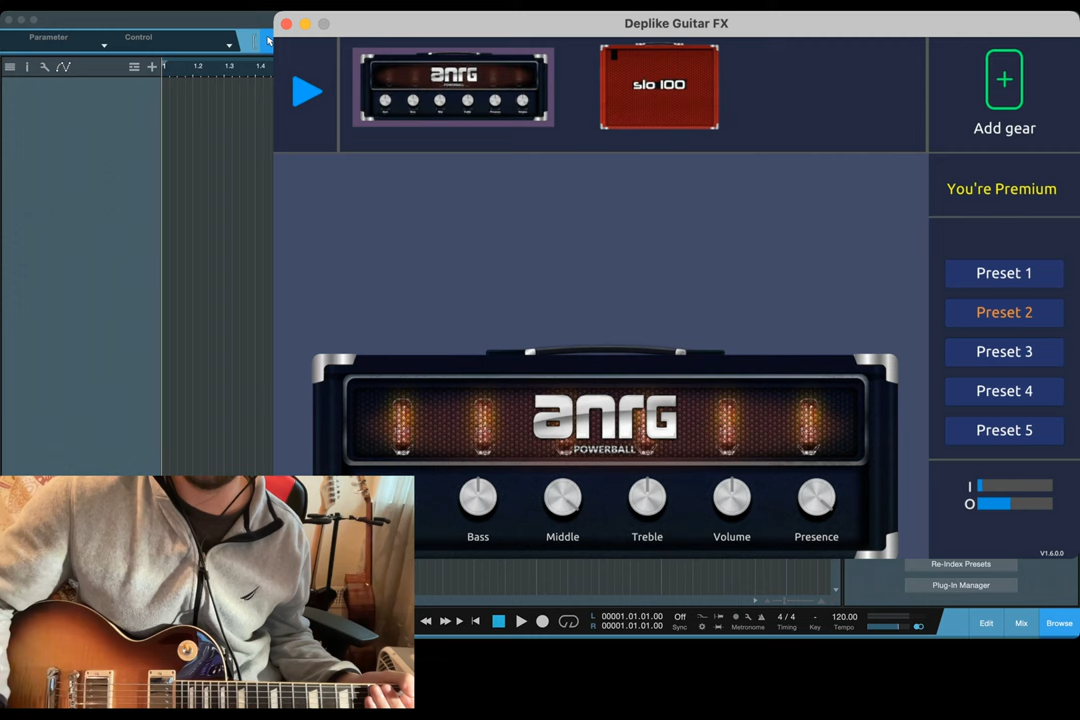 Deplike Guitar FX
Parameter
Control
1 1.2 1.3 1.4
anrg
slo 100
Add gear
You're Premium
Preset 1
Preset 2
Preset 3
Preset 4
Preset 5
anrg
POWERBALL
Bass
Middle
Treble
Volume
Presence
I
O
V1.6.0.0
Re-Index Presets
Plug-In Manager
L 00001.01.01.00
R 00001.01.01.00
Off
Sync
Metronome
4 / 4
Timing
-
Key
120.00
Tempo
Edit
Mix
Browse